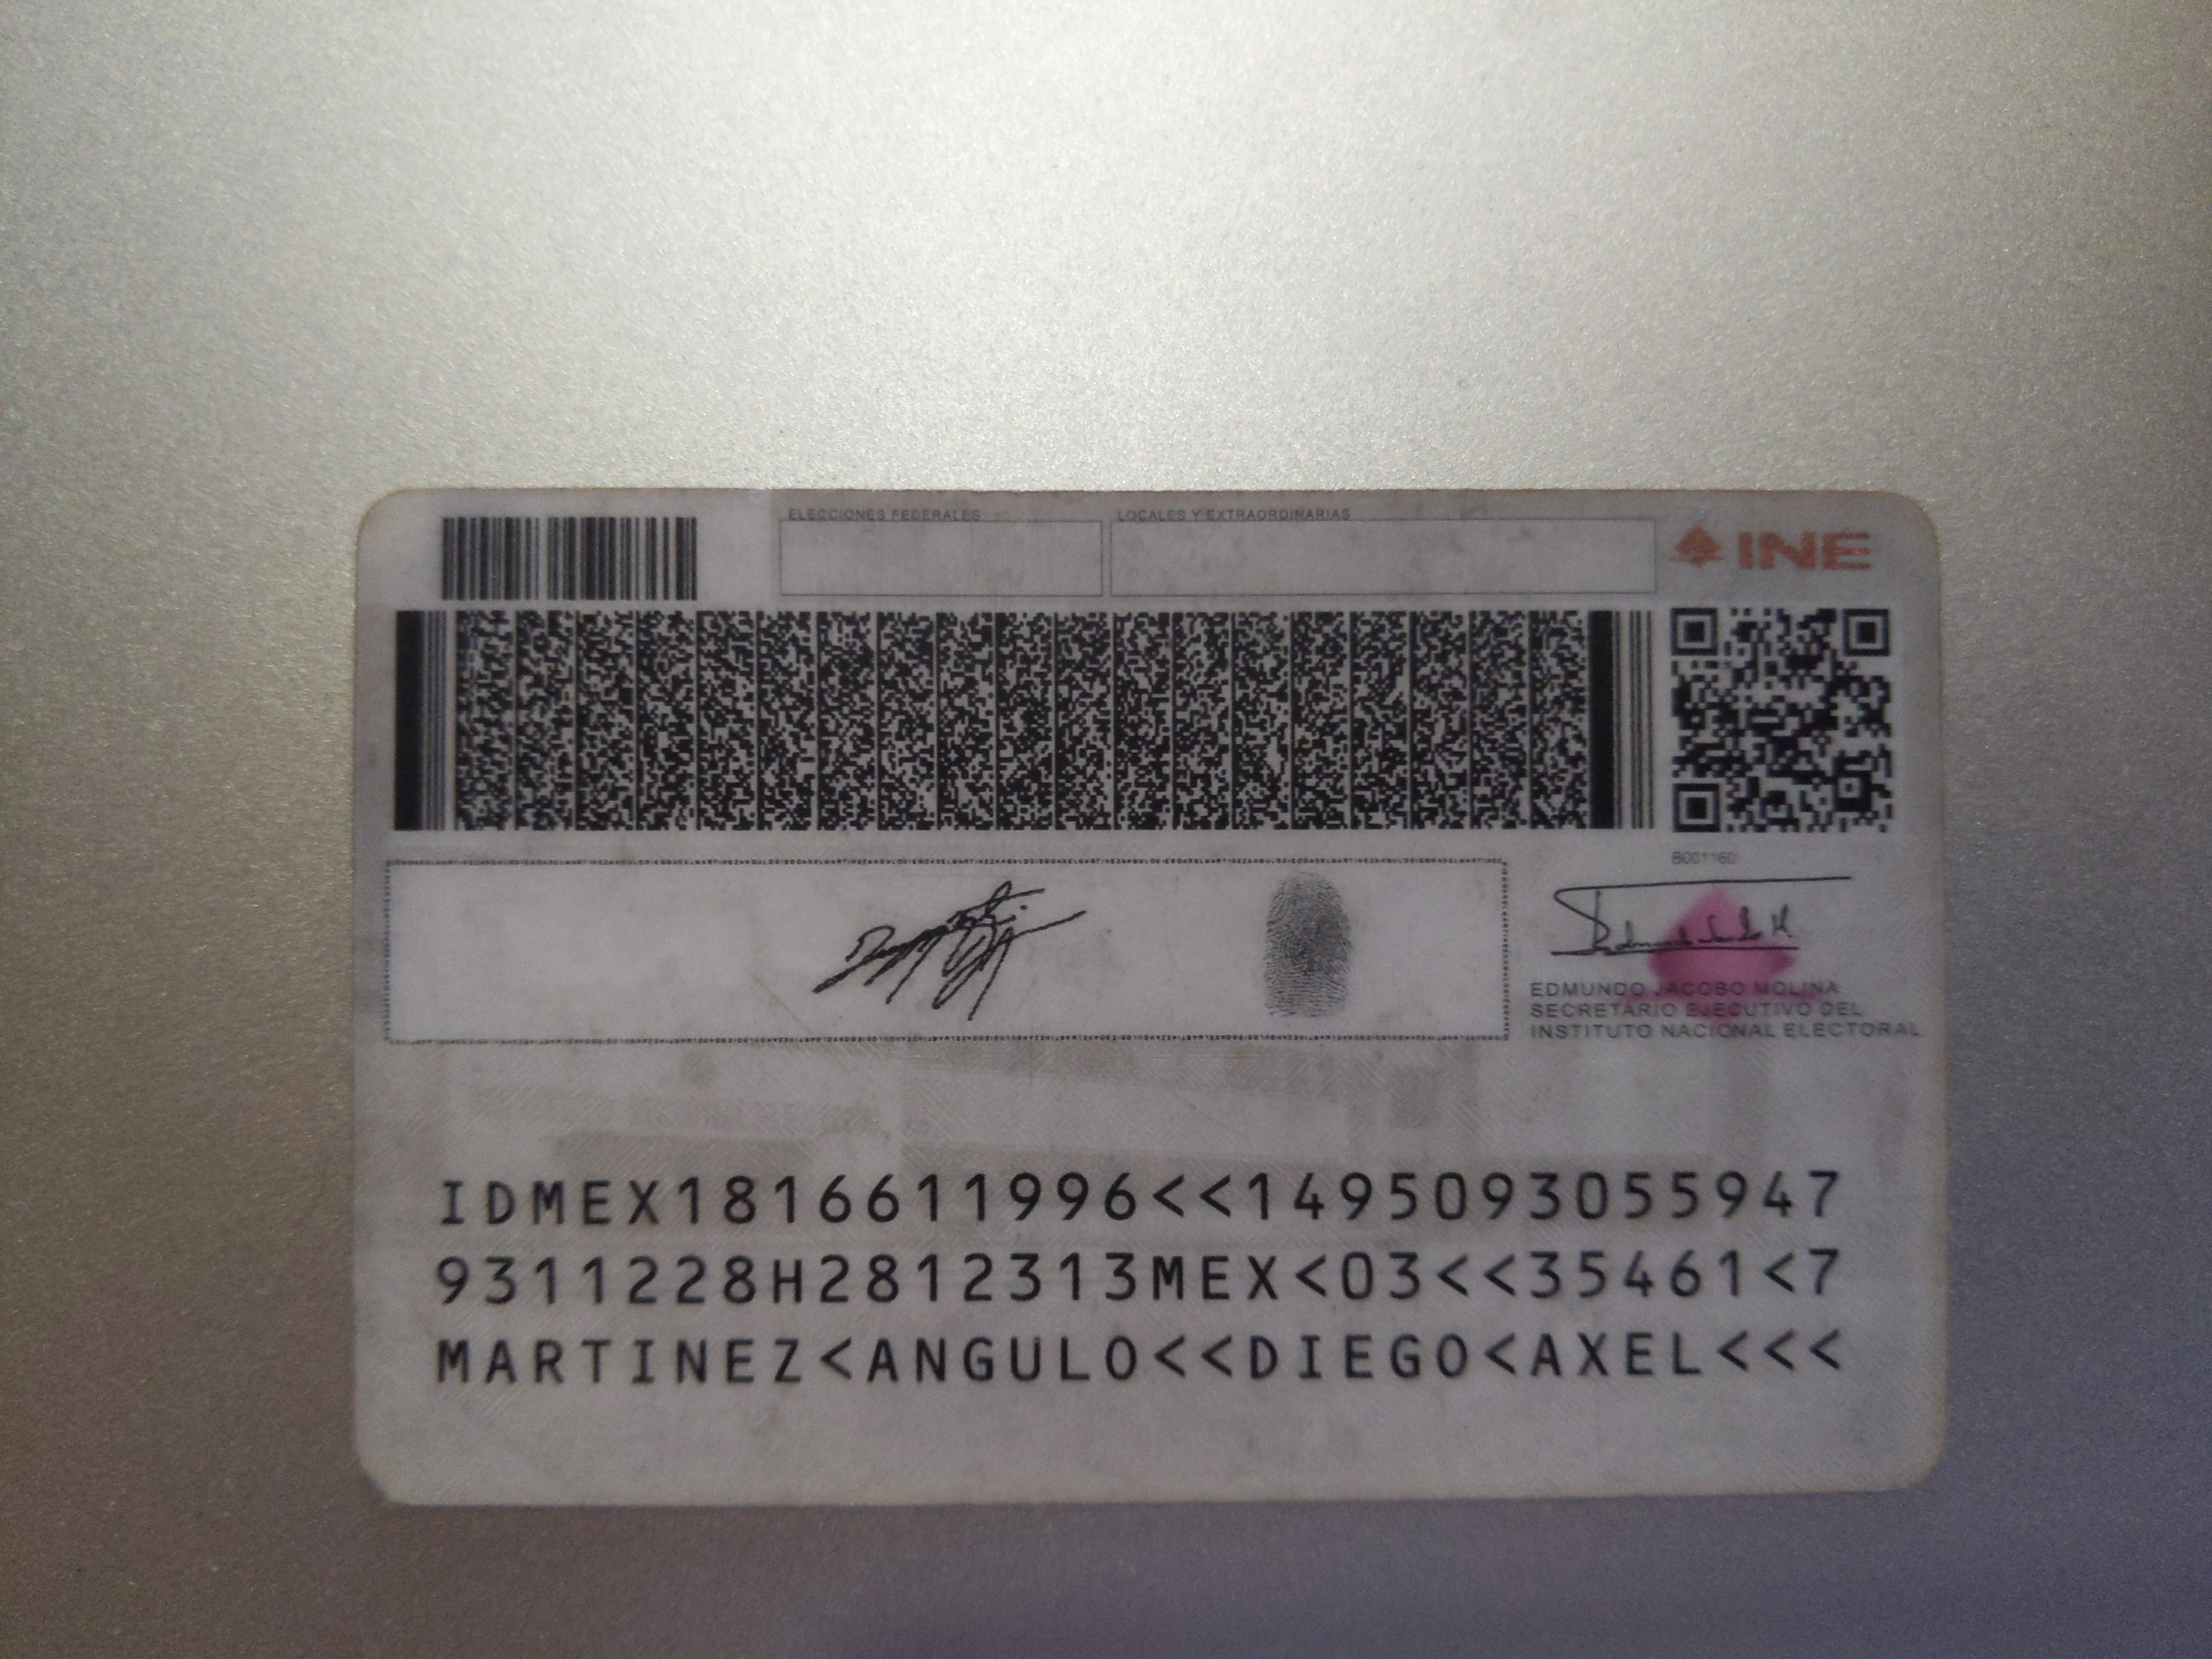 ELECCIONES FEDERALES
LOCALES Y EXTRAORDINARIAS
INE
B001160
EDMUNDO JACOBO MOLINA
SECRETARIO EJECUTIVO DEL
INSTITUTO NACIONAL ELECTORAL
IDMEX1816611996<<1495093055947
9311228H2812313MEX<03<<35461<7
MARTINEZ<ANGULO<<DIEGO<AXEL<<<